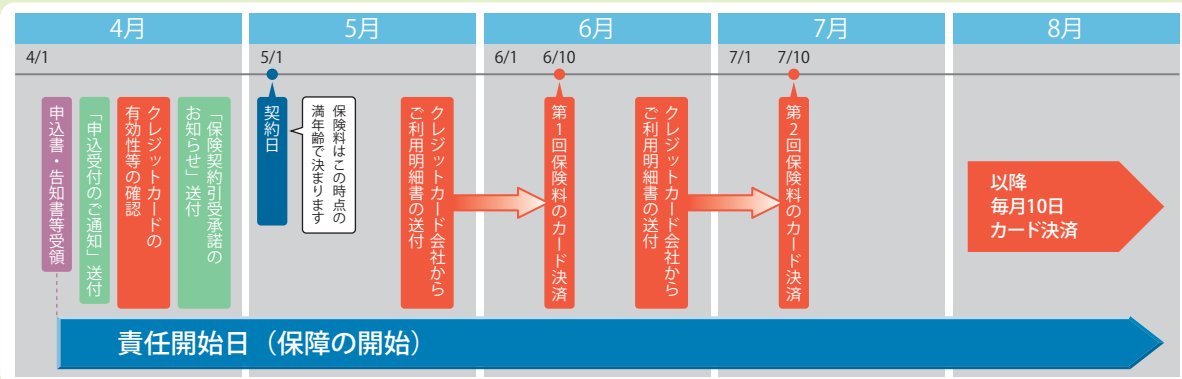 4月
5月
6月
7月
8月
4/1
5/1
6/1
6/10
7/1
7/10
申込書・告知書等受領
「申込受付のご通知」送付
クレジットカードの
有効性等の確認
「保険契約引受承諾の
お知らせ」送付
契約日
保険料はこの時点の
満年齢で決まります
クレジットカード会社から
ご利用明細書の送付
第1回保険料のカード決済
クレジットカード会社から
ご利用明細書の送付
第2回保険料のカード決済
以降
毎月10日
カード決済
責任開始日（保障の開始）